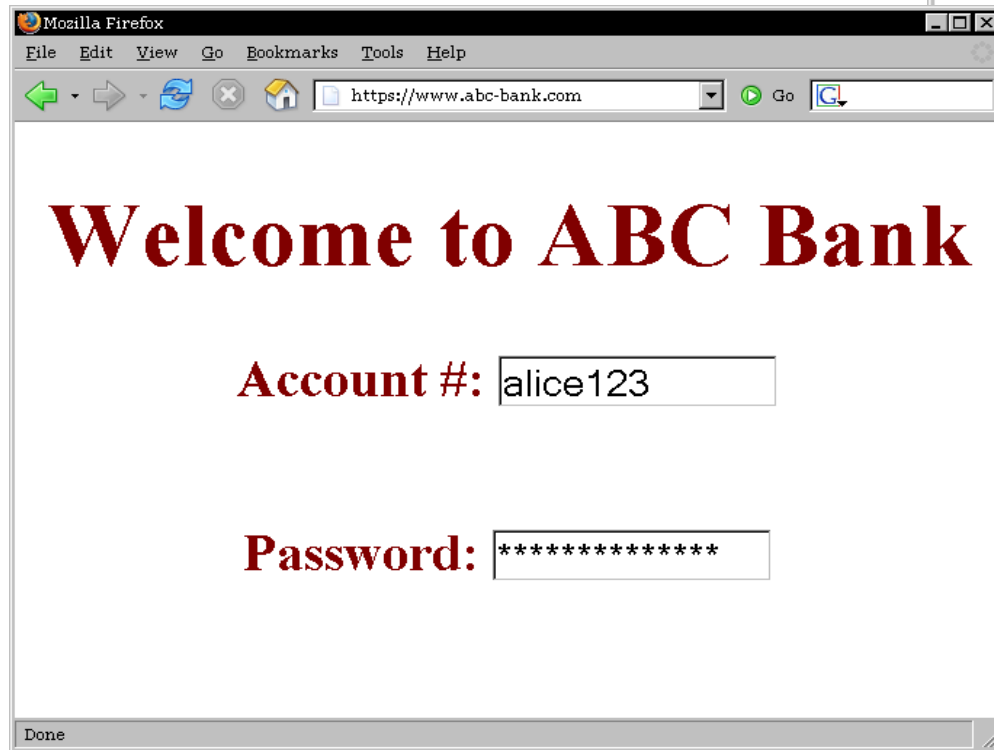 Mozilla Firefox
File Edit View Go Bookmarks Tools Help
https://www.abc-bank.com Go G
Welcome to ABC Bank
Account #: alice123
Password: **************
Done